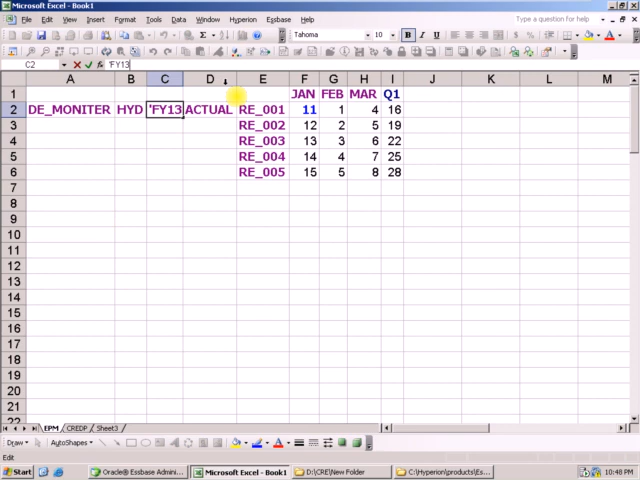 Microsoft Excel - Book1
File Edit View Insert Format Tools Data Window Hyperion Essbase Type a question for help
Tahoma 10 B I U
C2 'FY13
A B C D E F G H I J K L M
1 JAN FEB MAR Q1
2 DE_MONITER HYD 'FY13 ACTUAL RE_001 11 1 4 16
3 RE_002 12 2 5 19
4 RE_003 13 3 6 22
5 RE_004 14 4 7 25
6 RE_005 15 5 8 28
7
8
9
10
11
12
13
14
15
16
17
18
19
20
21
22
EPM CREDP Sheet3
Draw AutoShapes
Edit
Start Oracle® Essbase Admini... Microsoft Excel - Book1 D:\CRE\New Folder C:\Hyperion\products\Es... 10:48 PM